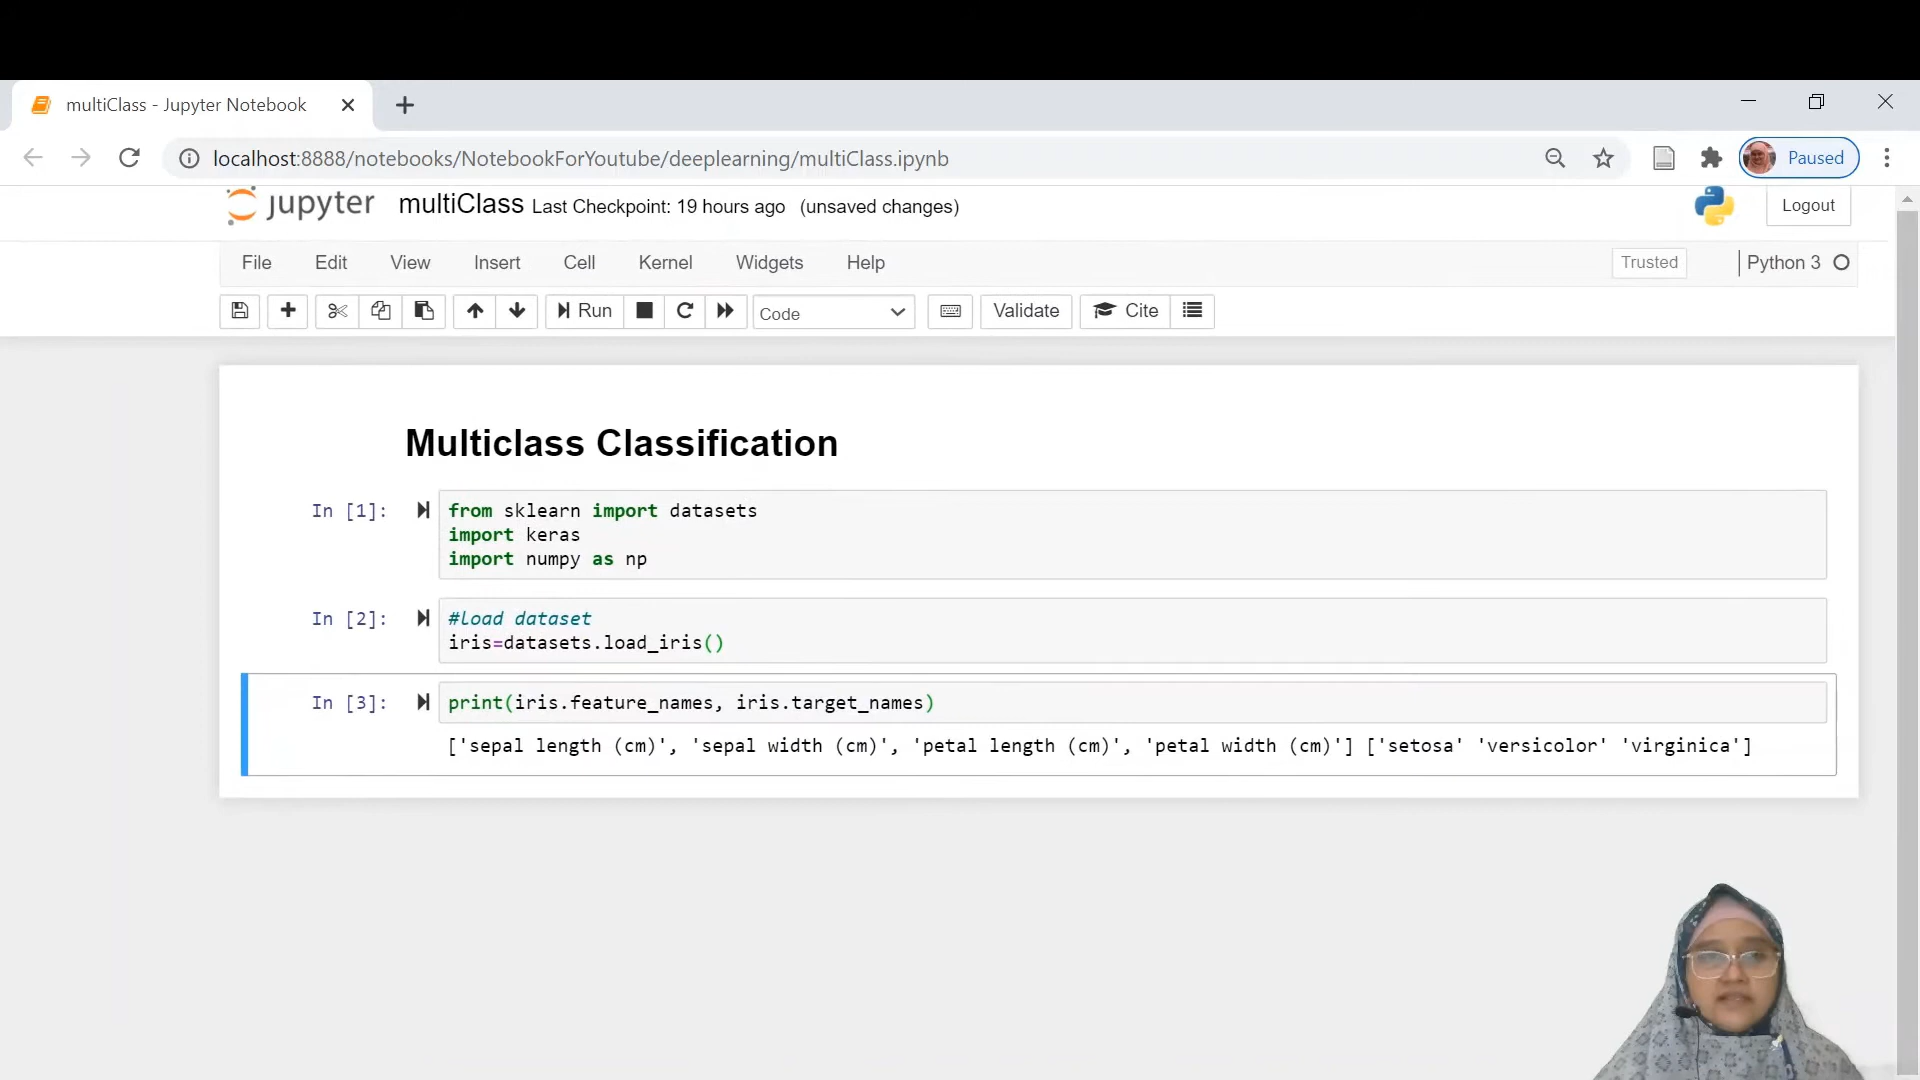 multiClass - Jupyter Notebook
localhost:8888/notebooks/NotebookForYoutube/deeplearning/multiClass.ipynb
Paused
jupyter multiClass Last Checkpoint: 19 hours ago (unsaved changes)
Logout
File Edit View Insert Cell Kernel Widgets Help
Trusted
Python 3
Run
Code
Validate
Cite
Multiclass Classification
In [1]:
from sklearn import datasets
import keras
import numpy as np
In [2]:
#load dataset
iris=datasets.load_iris()
In [3]:
print(iris.feature_names, iris.target_names)
['sepal length (cm)', 'sepal width (cm)', 'petal length (cm)', 'petal width (cm)'] ['setosa' 'versicolor' 'virginica']